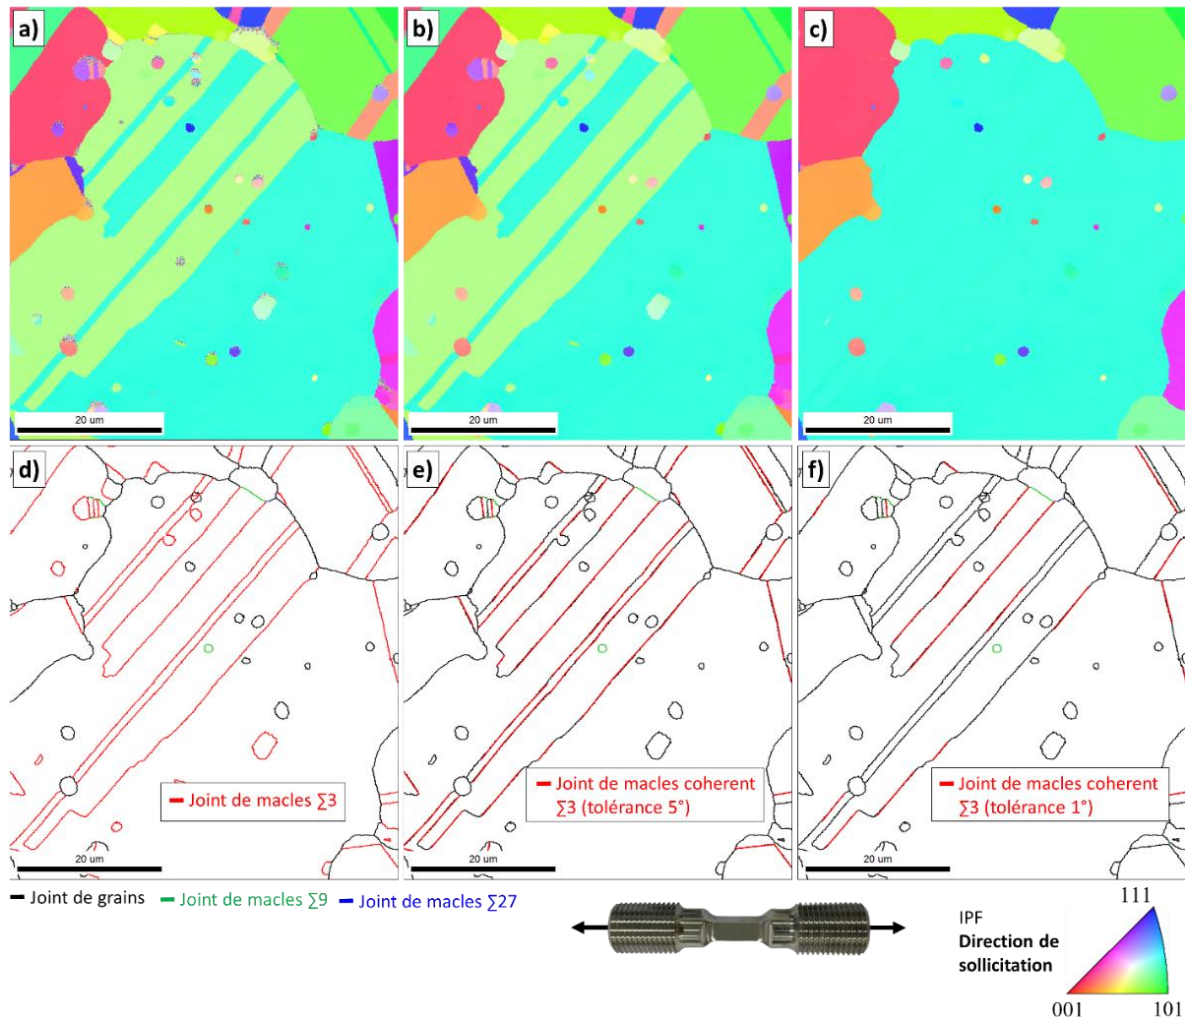 a)
b)
c)
20 um
20 um
20 um
d)
e)
f)
Joint de macles ∑3
Joint de macles coherent
∑3 (tolérance 5°)
Joint de macles coherent
∑3 (tolérance 1°)
20 um
20 um
20 um
Joint de grains
Joint de macles ∑9
Joint de macles ∑27
IPF
Direction de
sollicitation
111
001
101